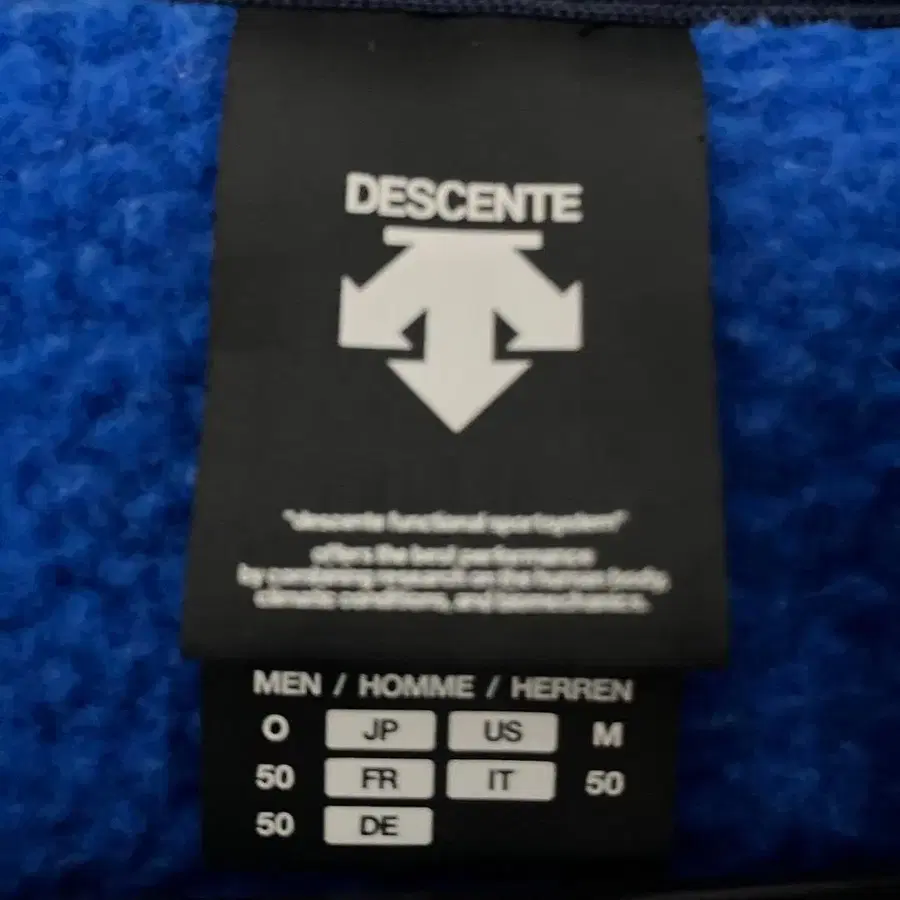 DESCENTE
"descente functional sportsystem"
offers the best performance
by combining research on the human body,
climatic conditions, and biomechanics.
MEN / HOMME / HERREN
O JP US M
50 FR IT 50
50 DE